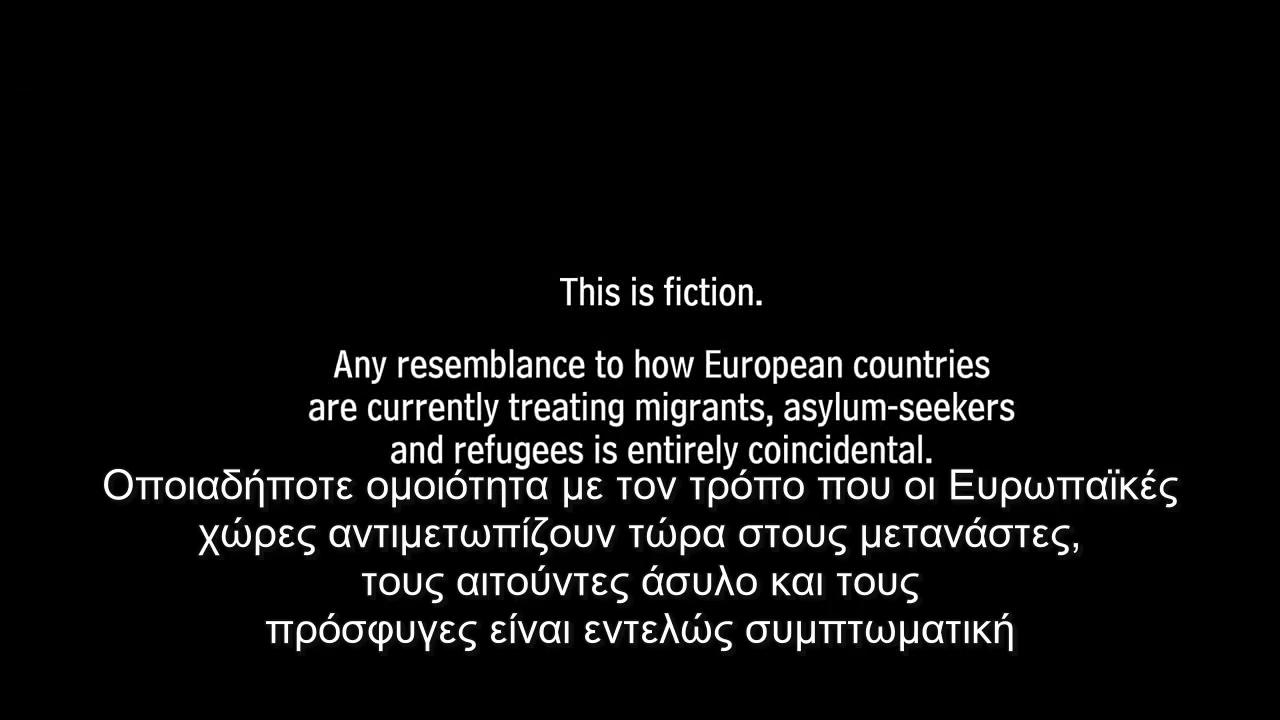 This is fiction.
Any resemblance to how European countries
are currently treating migrants, asylum-seekers
and refugees is entirely coincidental.
Οποιαδήποτε ομοιότητα με τον τρόπο που οι Ευρωπαϊκές
χώρες αντιμετωπίζουν τώρα στους μετανάστες,
τους αιτούντες άσυλο και τους
πρόσφυγες είναι εντελώς συμπτωματική